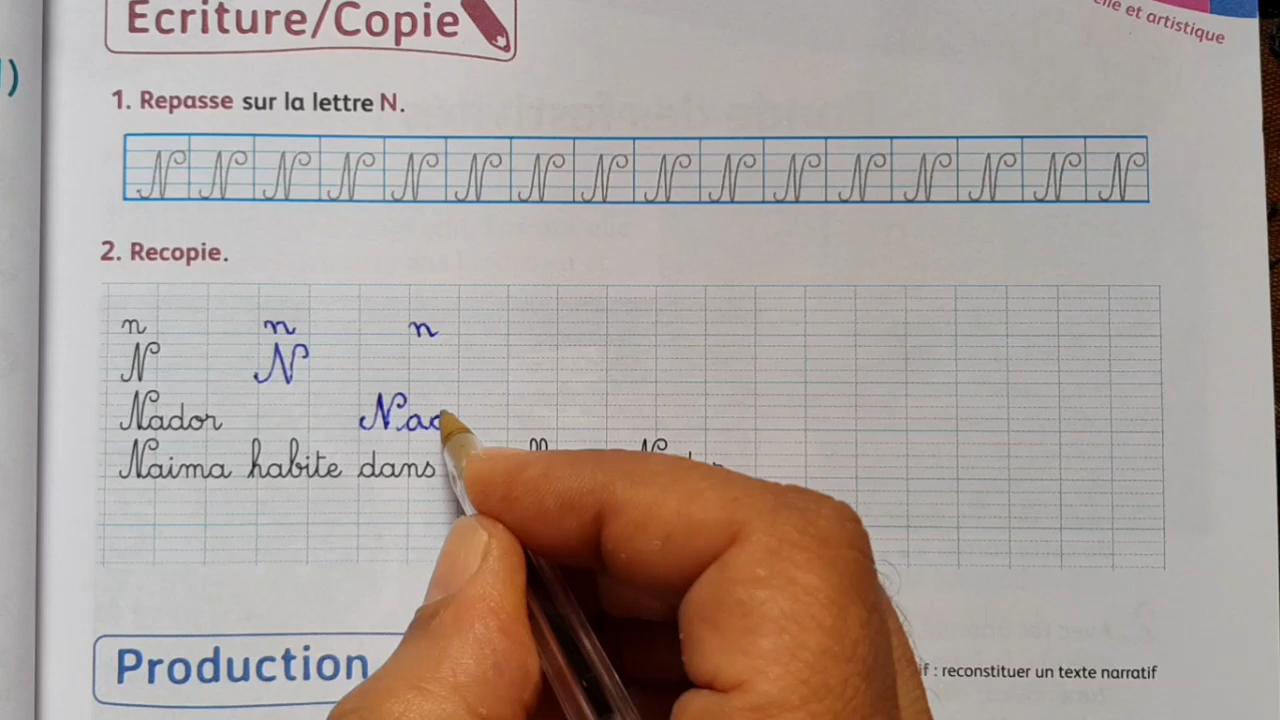 Ecriture/Copie
elle et artistique
1. Repasse sur la lettre N.
N N N N N N N N N N N N N N N N
2. Recopie.
n n n
N N
Nador Nad
Naima habite dans
Production
if : reconstituer un texte narratif